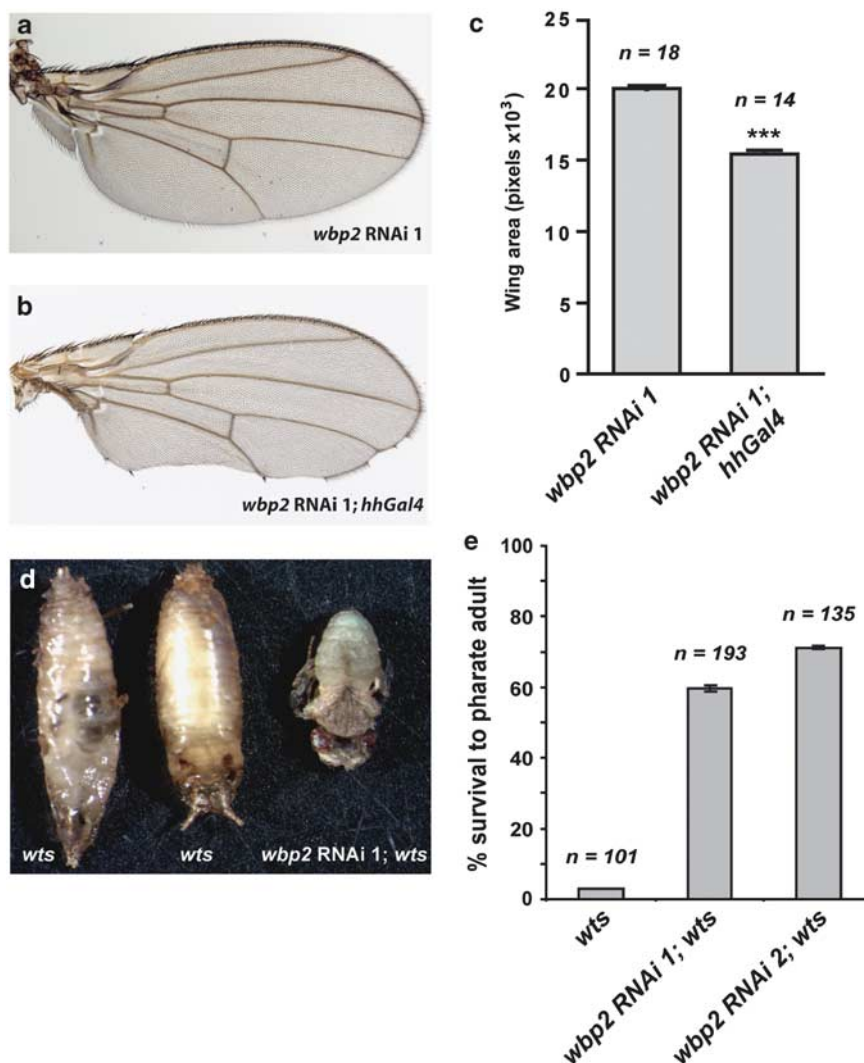 a
wbp2 RNAi 1
b
wbp2 RNAi 1; hhGal4
c
n = 18
n = 14
***
Wing area (pixels x10³)
25
20
15
15
5
0
wbp2 RNAi 1
wbp2 RNAi 1;
hhGal4
d
wts
wts
wbp2 RNAi 1; wts
e
n = 101
n = 193
n = 135
% survival to pharate adult
100
80
60
40
20
0
wts
wbp2 RNAi 1; wts
wbp2 RNAi 2; wts